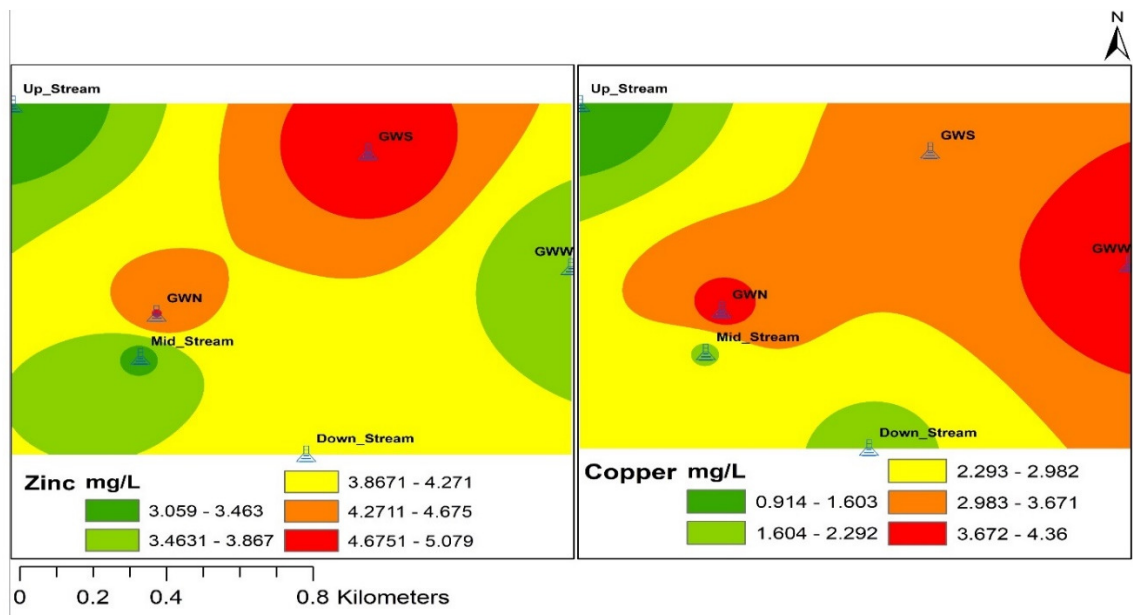 N
Up_Stream
GWS
GWW
GWN
Mid_Stream
Down_Stream
Zinc mg/L
3.059 - 3.463
3.4631 - 3.867
3.8671 - 4.271
4.2711 - 4.675
4.6751 - 5.079
Up_Stream
GWS
GWW
GWN
Mid_Stream
Down_Stream
Copper mg/L
0.914 - 1.603
1.604 - 2.292
2.293 - 2.982
2.983 - 3.671
3.672 - 4.36
0 0.2 0.4 0.8 Kilometers